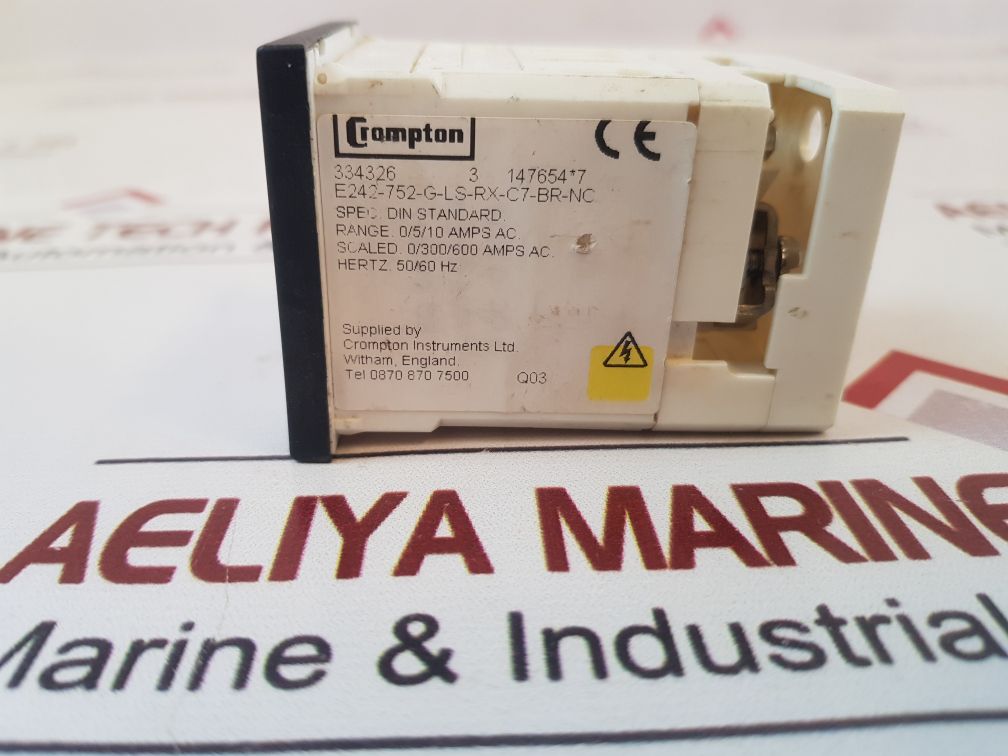 Crompton CE
334326 3 147654*7
E242-752-G-LS-RX-C7-BR-NC
SPEC. DIN STANDARD.
RANGE. 0/5/10 AMPS AC.
SCALED. 0/300/600 AMPS AC.
HERTZ. 50/60 Hz
Supplied by
Crompton Instruments Ltd.
Witham, England.
Tel 0870 870 7500 Q03
AELIYA MARINE
Marine & Industrial